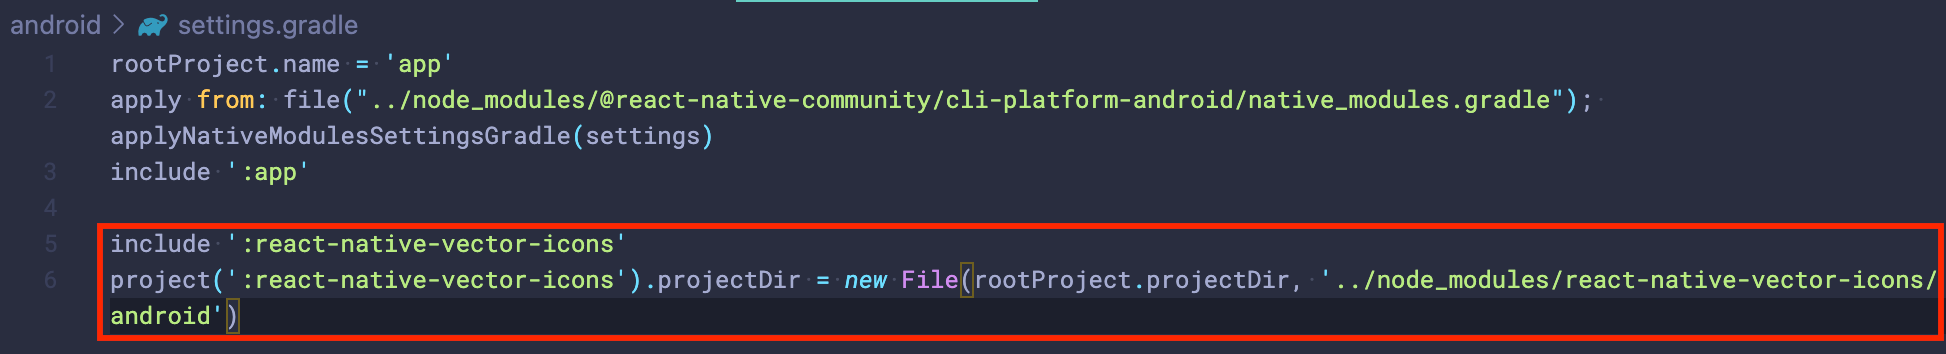 android > settings.gradle
1 rootProject.name = 'app'
2 apply from: file("../node_modules/@react-native-community/cli-platform-android/native_modules.gradle");
applyNativeModulesSettingsGradle(settings)
3 include ':app'
4
5 include ':react-native-vector-icons'
6 project(':react-native-vector-icons').projectDir = new File(rootProject.projectDir, '../node_modules/react-native-vector-icons/
android')